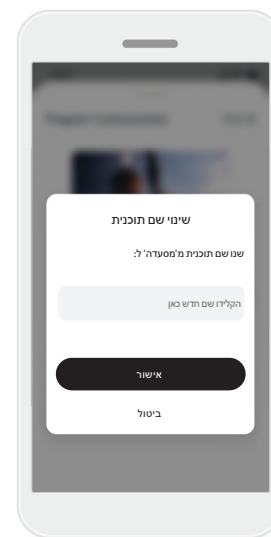 שינוי שם תוכנית
שנו שם תוכנית מ'מסעדה' ל:
הקלידו שם חדש כאן
אישור
ביטול